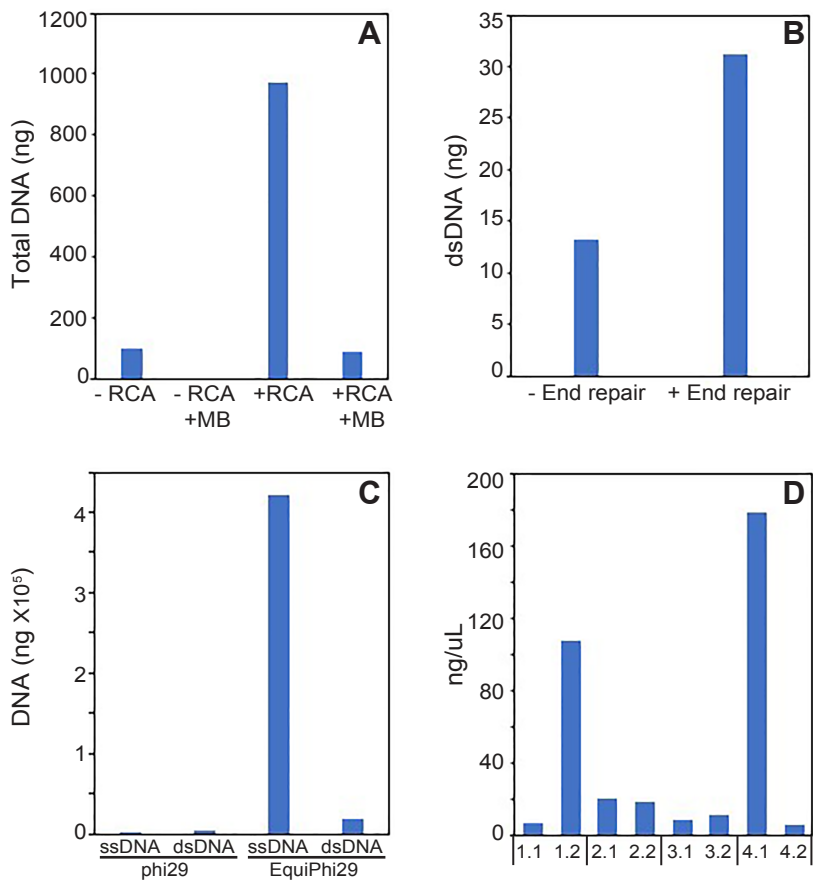 A
Total DNA (ng)
1200
1000
800
600
400
200
0
- RCA - RCA +RCA +RCA
+MB +MB
B
dsDNA (ng)
35
30
25
20
15
10
5
0
- End repair + End repair
C
DNA (ng X10⁵)
4
3
2
1
0
ssDNA dsDNA ssDNA dsDNA
phi29 EquiPhi29
D
ng/uL
200
160
120
80
40
0
1.1 1.2 2.1 2.2 3.1 3.2 4.1 4.2